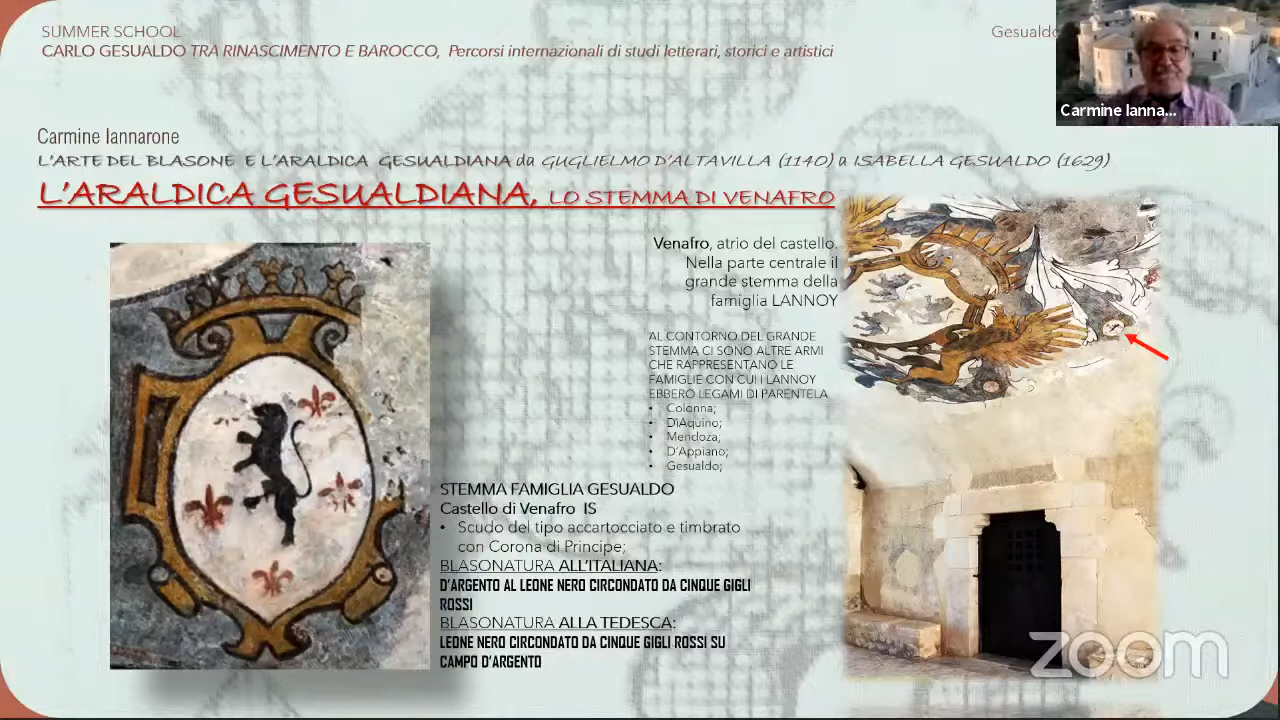 SUMMER SCHOOL
CARLO GESUALDO TRA RINASCIMENTO E BAROCCO, Percorsi internazionali di studi letterari, storici e artistici
Gesualdo
Carmine Ianna...
Carmine Iannarone
L'ARTE DEL BLASONE E L'ARALDICA GESUALDIANA da GUGLIELMO D'ALTAVILLA (1140) a ISABELLA GESUALDO (1629)
L'ARALDICA GESUALDIANA, LO STEMMA DI VENAFRO
Venafro, atrio del castello.
Nella parte centrale il
grande stemma della
famiglia LANNOY
AL CONTORNO DEL GRANDE
STEMMA CI SONO ALTRE ARMI
CHE RAPPRESENTANO LE
FAMIGLIE CON CUI I LANNOY
EBBERO LEGAMI DI PARENTELA
• Colonna;
• D'Aquino;
• Mendoza;
• D'Appiano;
• Gesualdo;
STEMMA FAMIGLIA GESUALDO
Castello di Venafro IS
• Scudo del tipo accartocciato e timbrato
con Corona di Principe;
BLASONATURA ALL'ITALIANA:
D'ARGENTO AL LEONE NERO CIRCONDATO DA CINQUE GIGLI
ROSSI
BLASONATURA ALLA TEDESCA:
LEONE NERO CIRCONDATO DA CINQUE GIGLI ROSSI SU
CAMPO D'ARGENTO
zoom